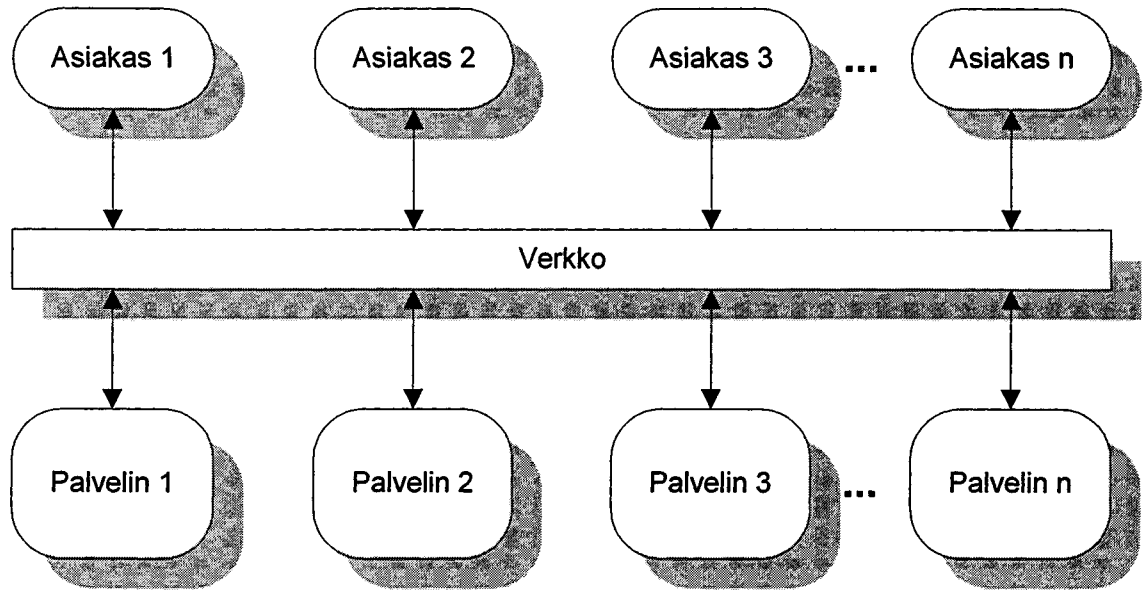 Asiakas 1 Asiakas 2 Asiakas 3 ... Asiakas n
Verkko
Palvelin 1 Palvelin 2 Palvelin 3 ... Palvelin n